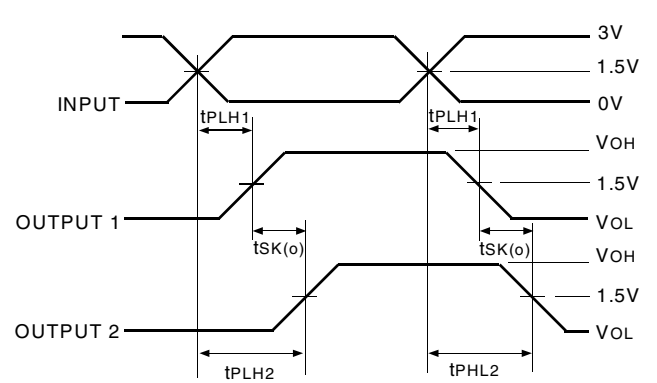 3V
1.5V
INPUT
0V
tPLH1
tPLH1
VOH
1.5V
OUTPUT 1
VOL
tSK(o)
tSK(o)
VOH
1.5V
OUTPUT 2
VOL
tPLH2
tPHL2